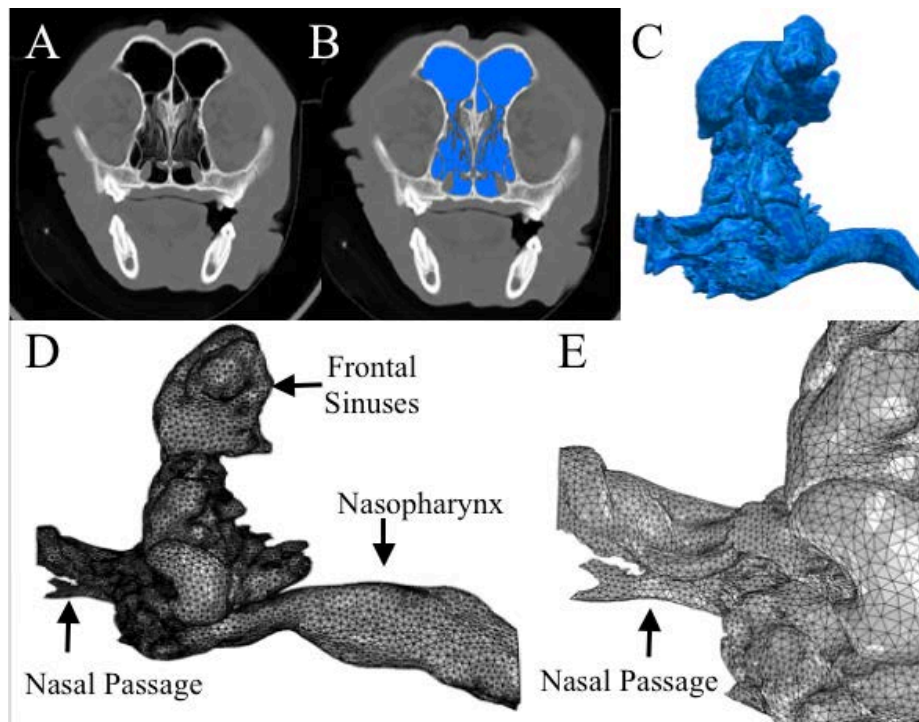 A
B
C
D
Frontal
Sinuses
Nasopharynx
Nasal Passage
E
Nasal Passage